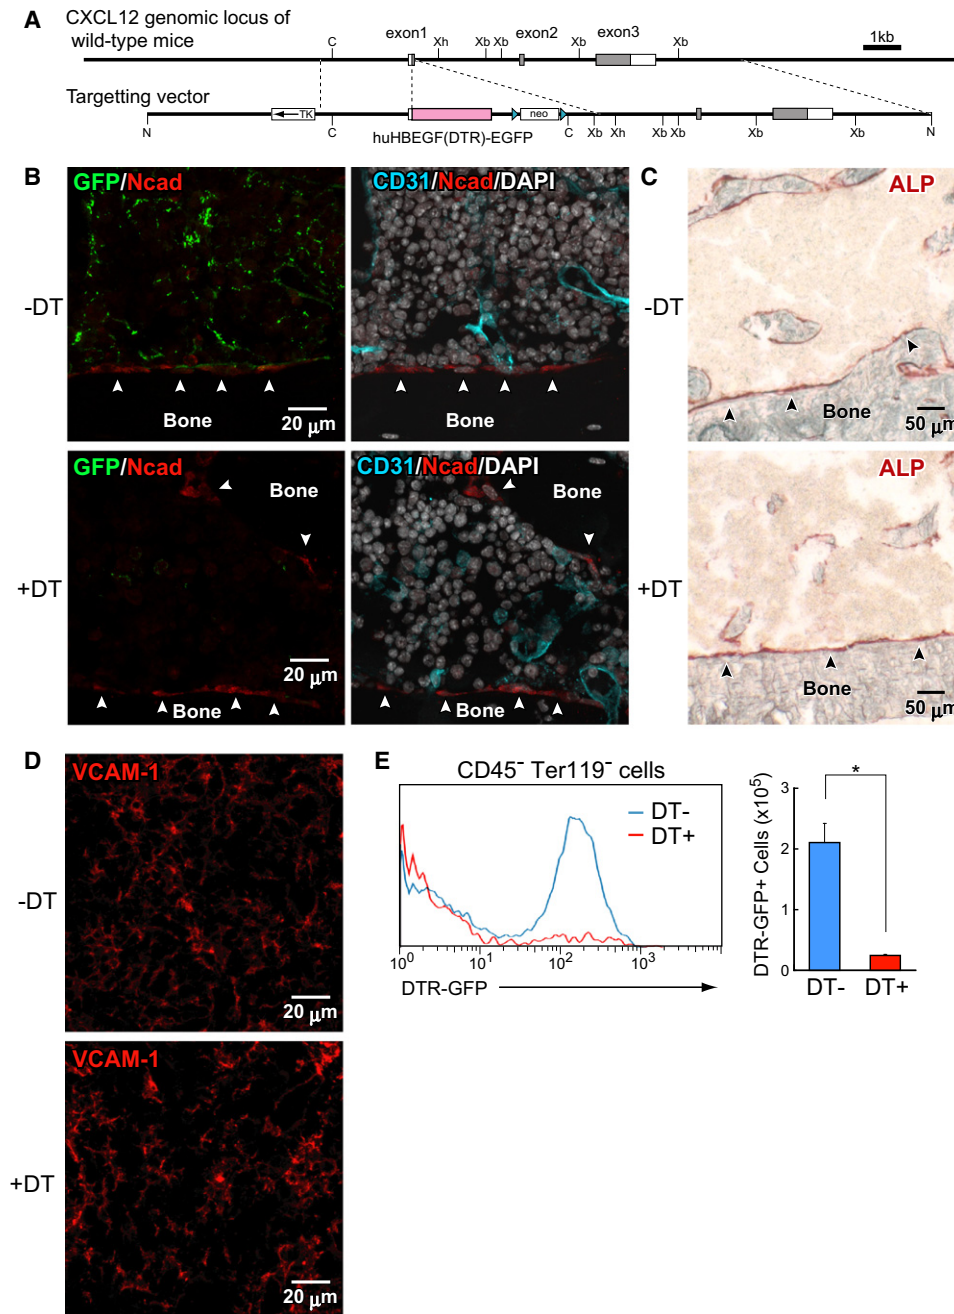 A
CXCL12 genomic locus of
wild-type mice
C
exon1
Xh
Xb
Xb
exon2
Xb
exon3
Xb
1kb
Targetting vector
N
TK
C
huHBEGF(DTR)-EGFP
neo
C
Xb
Xh
Xb
Xb
Xb
Xb
N
B
GFP/Ncad
CD31/Ncad/DAPI
-DT
Bone
20 μm
GFP/Ncad
CD31/Ncad/DAPI
+DT
Bone
Bone
20 μm
Bone
Bone
C
ALP
-DT
Bone
50 μm
ALP
+DT
Bone
50 μm
D
VCAM-1
-DT
20 μm
VCAM-1
+DT
20 μm
E
CD45⁻ Ter119⁻ cells
DT-
DT+
10⁰ 10¹ 10² 10³
DTR-GFP
DTR-GFP+ Cells (x10⁵)
3
2
1
0
*
DT- DT+